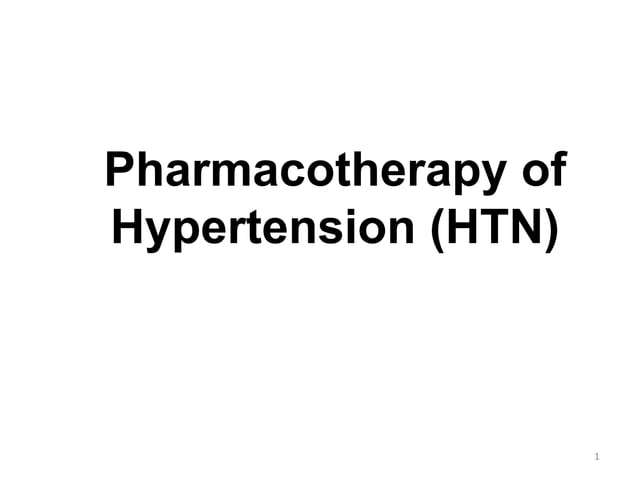 Pharmacotherapy of
Hypertension (HTN)
1